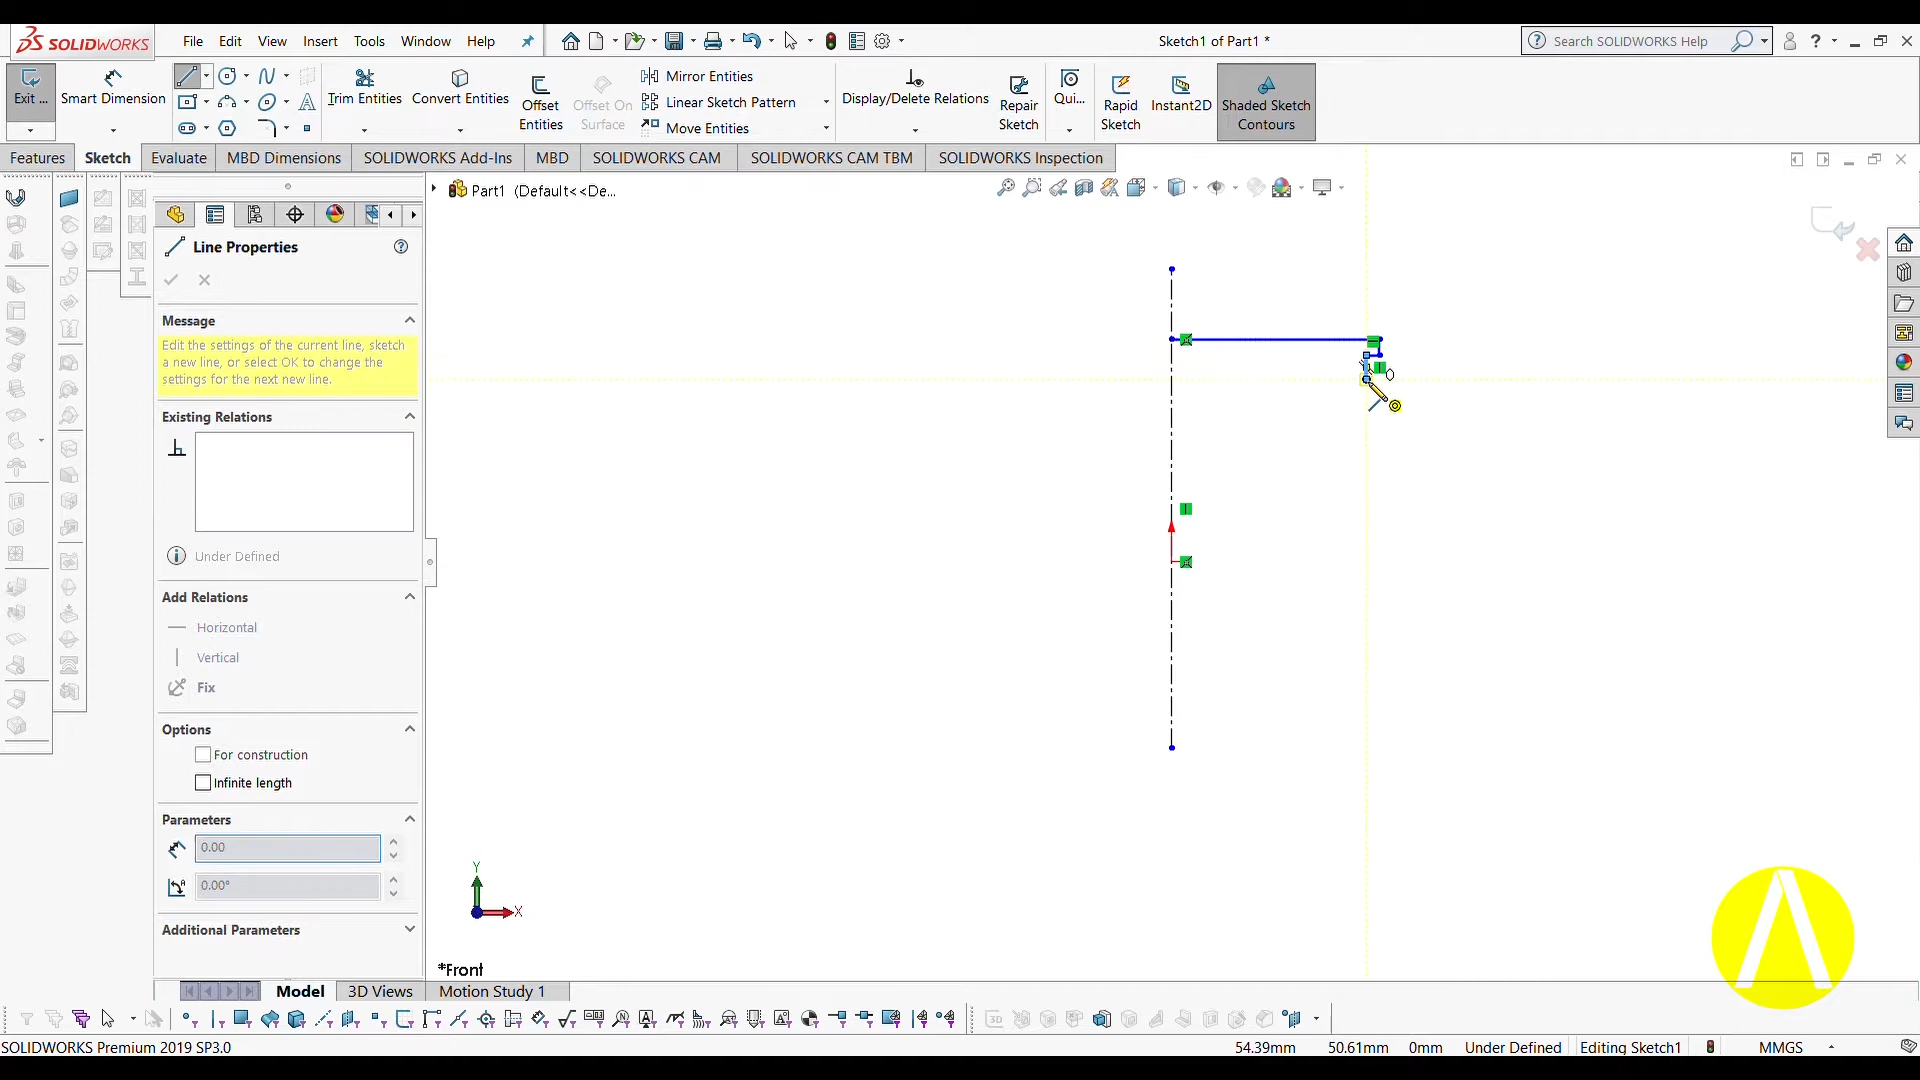 SOLIDWORKS
File Edit View Insert Tools Window Help
Sketch1 of Part1 *
Search SOLIDWORKS Help
Exit ...
Smart Dimension
Trim Entities
Convert Entities
Offset Entities
Offset On Surface
Mirror Entities
Linear Sketch Pattern
Move Entities
Display/Delete Relations
Repair Sketch
Qui...
Rapid Sketch
Instant2D
Shaded Sketch Contours
Features Sketch Evaluate MBD Dimensions SOLIDWORKS Add-Ins MBD SOLIDWORKS CAM SOLIDWORKS CAM TBM SOLIDWORKS Inspection
Part1 (Default<<De...
Line Properties
Message
Edit the settings of the current line, sketch
a new line, or select OK to change the
settings for the next new line.
Existing Relations
Under Defined
Add Relations
Horizontal
Vertical
Fix
Options
For construction
Infinite length
Parameters
0.00
0.00°
Additional Parameters
Y
X
*Front
Model 3D Views Motion Study 1
SOLIDWORKS Premium 2019 SP3.0
54.39mm 50.61mm 0mm Under Defined Editing Sketch1 MMGS